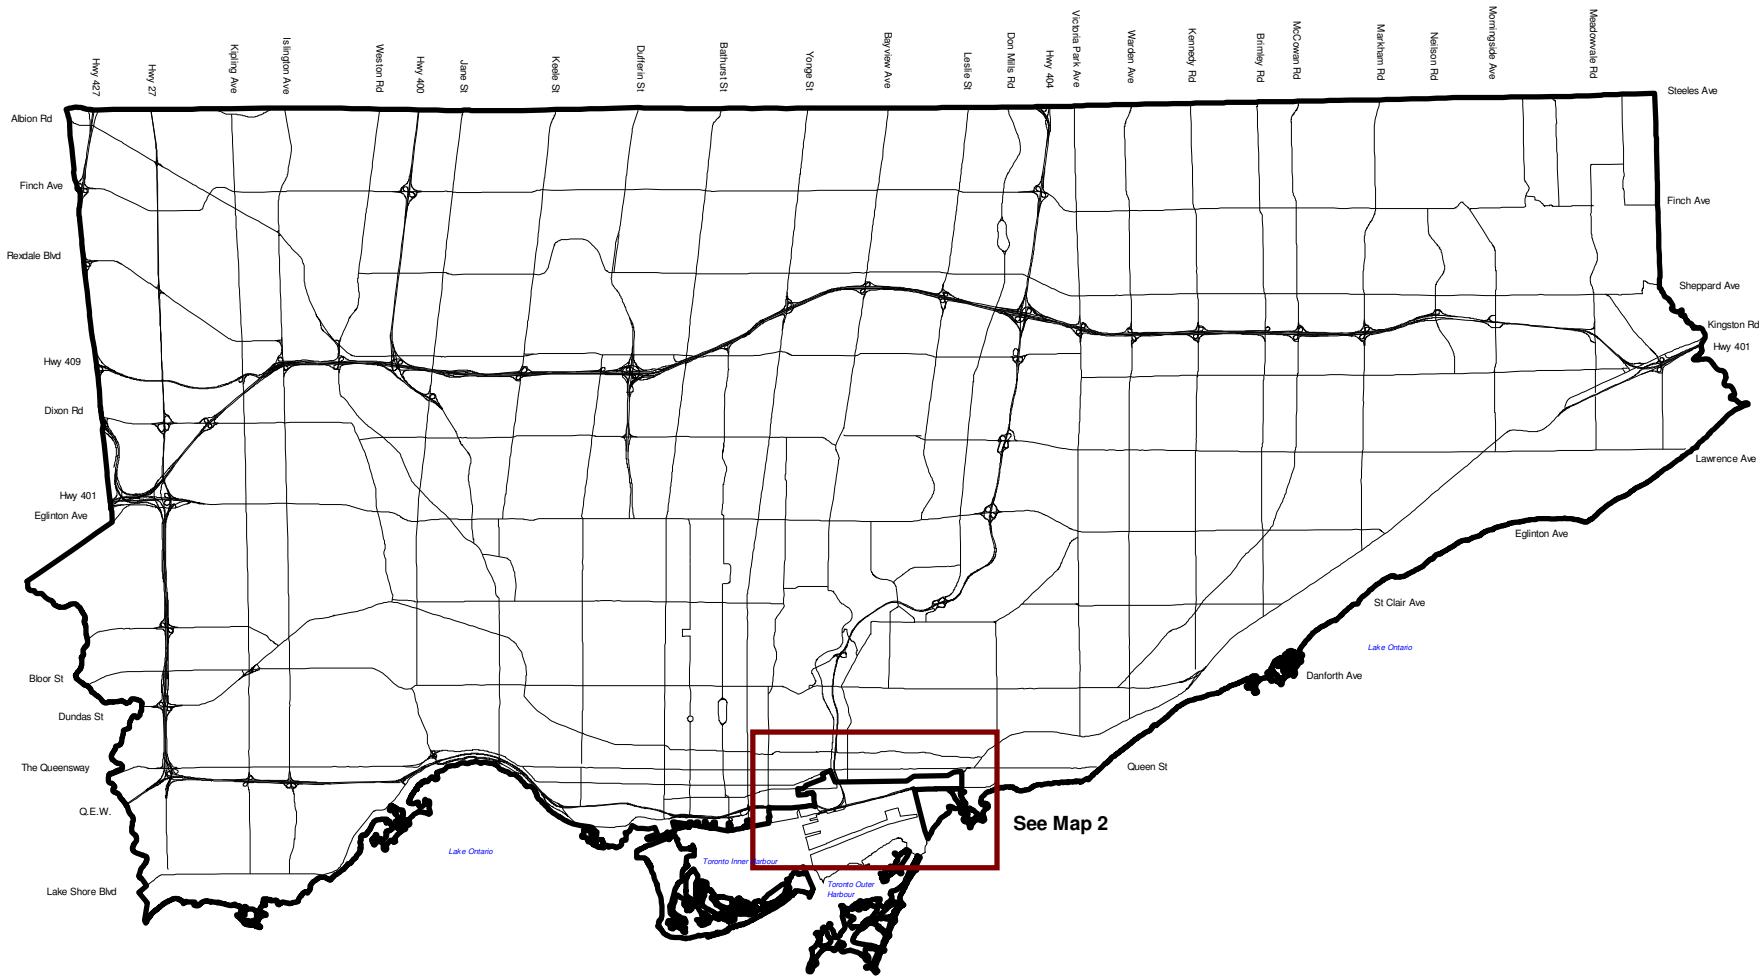 Hwy 427
Hwy 27
Kipling Ave
Islington Ave
Weston Rd
Hwy 400
Jane St
Keele St
Dufferin St
Bathurst St
Yonge St
Bayview Ave
Leslie St
Don Mills Rd
Hwy 404
Victoria Park Ave
Warden Ave
Kennedy Rd
Brimley Rd
McCowan Rd
Markham Rd
Neilson Rd
Morningside Ave
Meadowvale Rd
Steeles Ave
Albion Rd
Finch Ave
Finch Ave
Rexdale Blvd
Sheppard Ave
Kingston Rd
Hwy 401
Hwy 409
Dixon Rd
Lawrence Ave
Hwy 401
Eglinton Ave
Eglinton Ave
St Clair Ave
Lake Ontario
Bloor St
Danforth Ave
Dundas St
The Queensway
Queen St
Q.E.W.
See Map 2
Lake Ontario
Toronto Inner Harbour
Toronto Outer
Harbour
Lake Shore Blvd